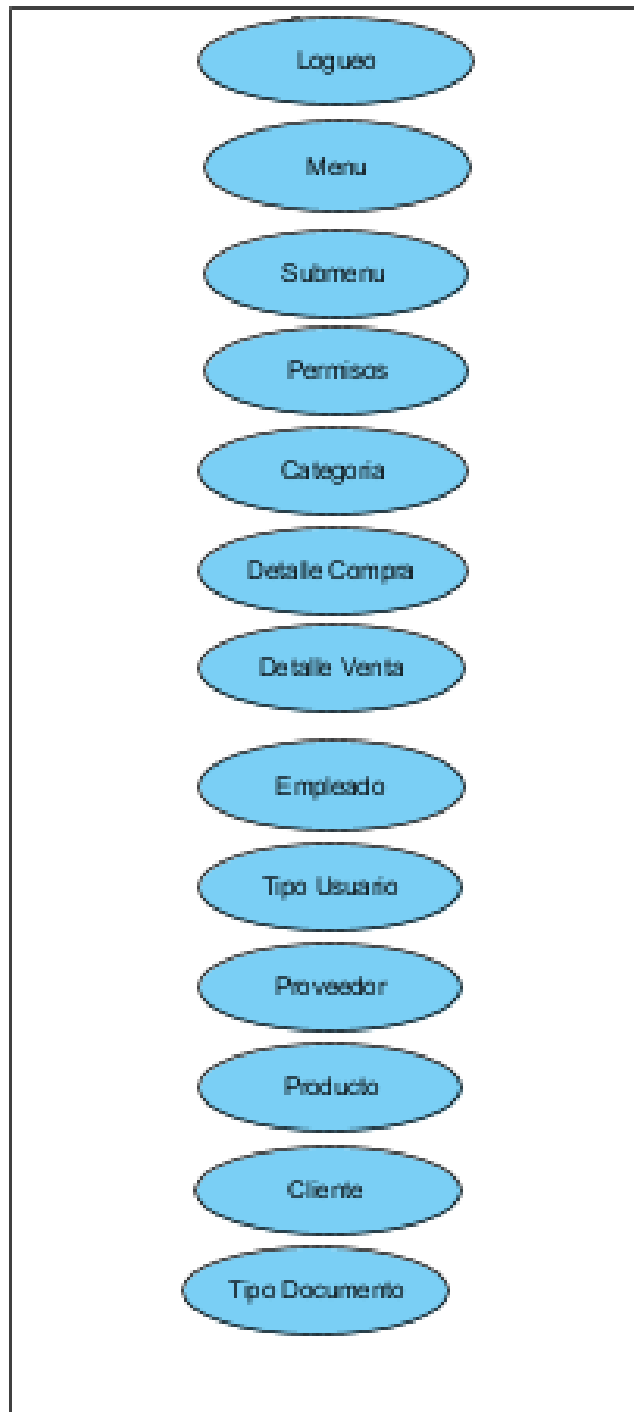 Logueo
Menu
Submenu
Permisos
Categoria
Detalle Compra
Detalle Venta
Empleado
Tipo Usuario
Proveedor
Producto
Cliente
Tipo Documento